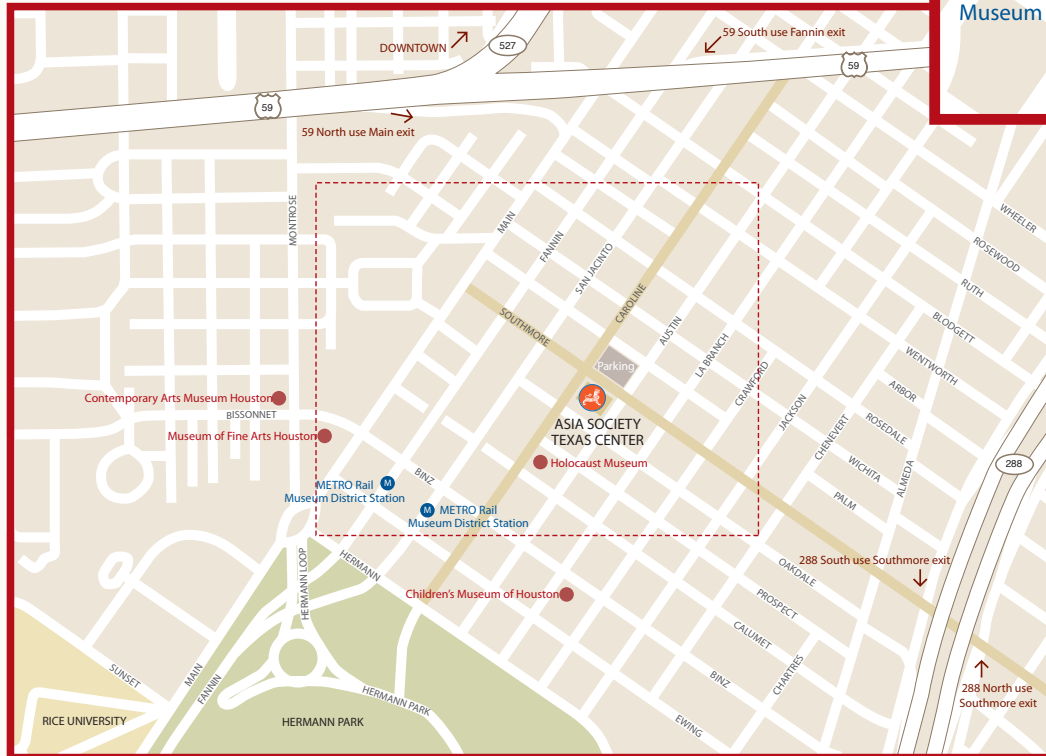 Museum
DOWNTOWN
527
59 South use Fannin exit
59
59
59 North use Main exit
MONTROSE
MAIN
FANNIN
SAN JACINTO
CAROLINE
WHEELER
ROSEWOOD
RUTH
BLODGETT
SOUTHMORE
AUSTIN
LA BRANCH
WENTWORTH
Parking
CRAWFORD
ARBOR
Contemporary Arts Museum Houston
JACKSON
BISSONNET
ASIA SOCIETY
TEXAS CENTER
CHENEVERT
ROSEDALE
Museum of Fine Arts Houston
Holocaust Museum
288
BINZ
WICHITA
ALMEDA
METRO Rail
Museum District Station
M
PALM
M
METRO Rail
Museum District Station
HERMANN
HERMANN LOOP
288 South use Southmore exit
OAKDALE
Children's Museum of Houston
PROSPECT
CALUMET
SUNSET
MAIN
FANNIN
BINZ
CHARTRES
HERMANN PARK
288 North use
Southmore exit
RICE UNIVERSITY
HERMANN PARK
EWING